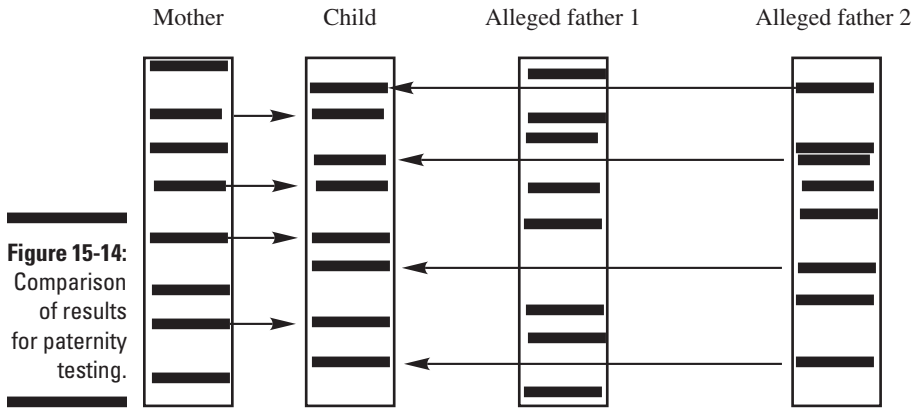 Mother Child Alleged father 1 Alleged father 2
Figure 15-14:
Comparison
of results
for paternity
testing.